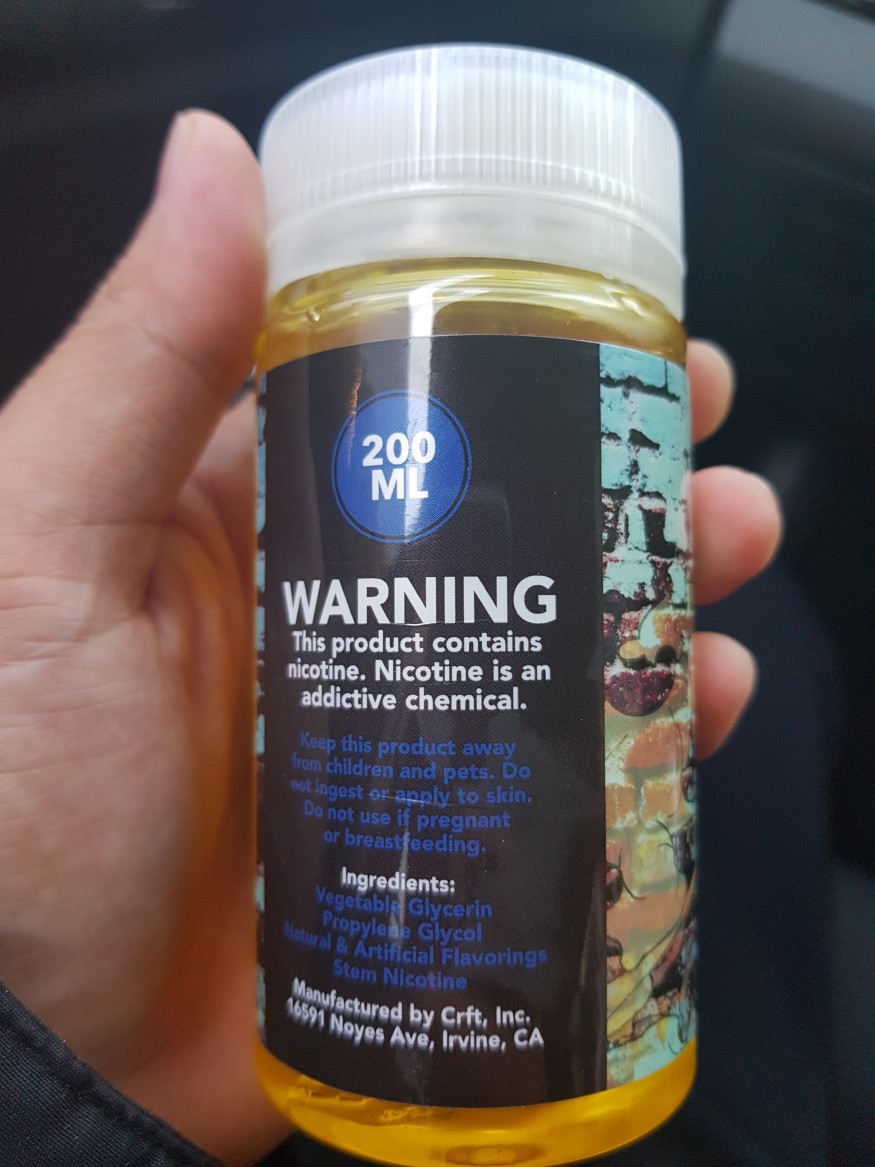 200
ML
WARNING
This product contains
nicotine. Nicotine is an
addictive chemical.
Keep this product away
from children and pets. Do
not ingest or apply to skin.
Do not use if pregnant
or breastfeeding.
Ingredients:
Vegetable Glycerin
Propylene Glycol
Natural & Artificial Flavorings
Stem Nicotine
Manufactured by Crft, Inc.
16591 Noyes Ave, Irvine, CA